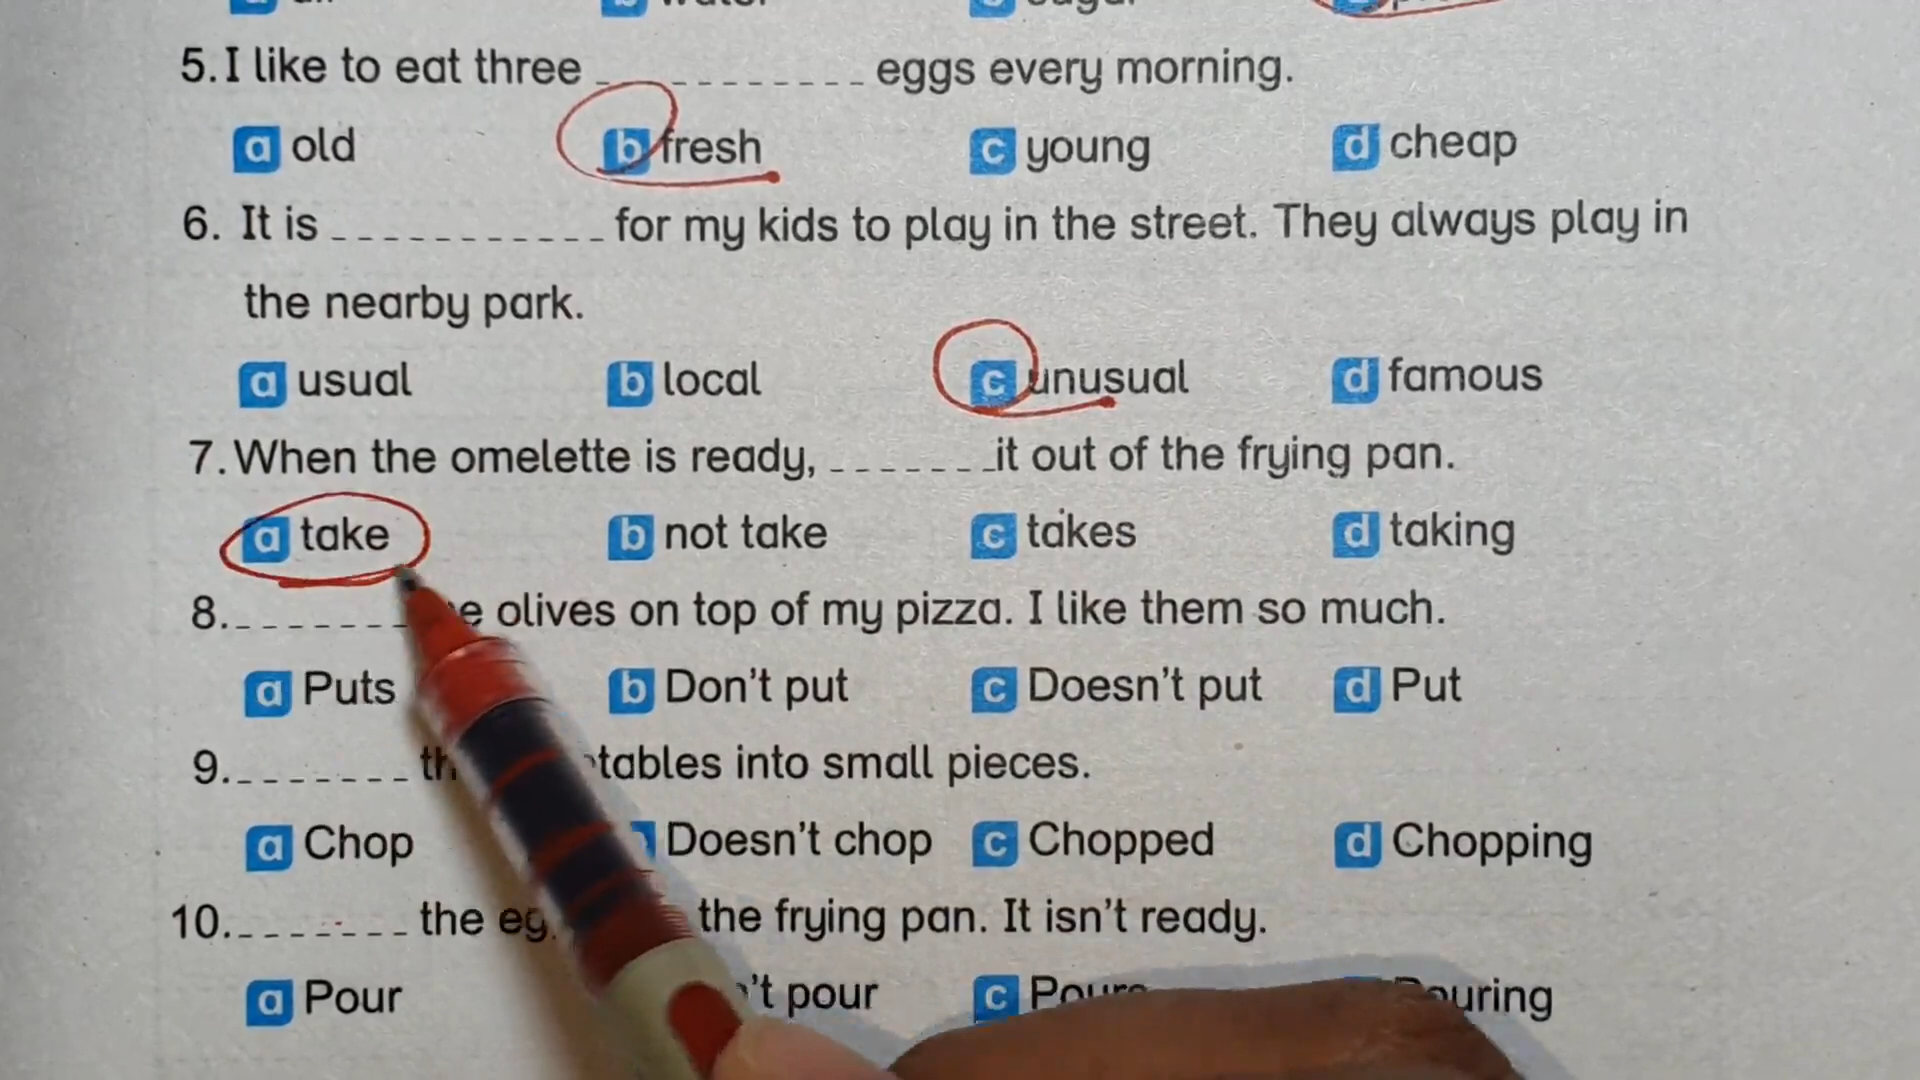 5. I like to eat three ___________ eggs every morning.
a old b fresh c young d cheap
6. It is ___________ for my kids to play in the street. They always play in
the nearby park.
a usual b local c unusual d famous
7. When the omelette is ready, _______ it out of the frying pan.
a take b not take c takes d taking
8. _______ olives on top of my pizza. I like them so much.
a Puts b Don't put c Doesn't put d Put
9. _______ into small pieces.
a Chop Doesn't chop c Chopped d Chopping
10. _______ the the frying pan. It isn't ready.
a Pour pour c